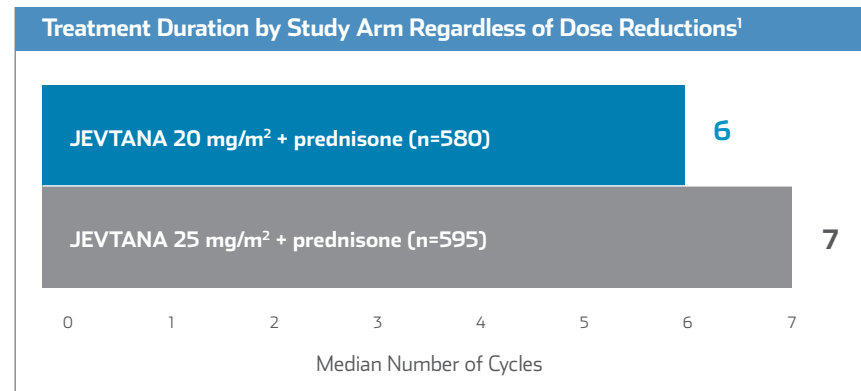 Treatment Duration by Study Arm Regardless of Dose Reductions¹
JEVTANA 20 mg/m² + prednisone (n=580)
6
JEVTANA 25 mg/m² + prednisone (n=595)
7
0 1 2 3 4 5 6 7
Median Number of Cycles